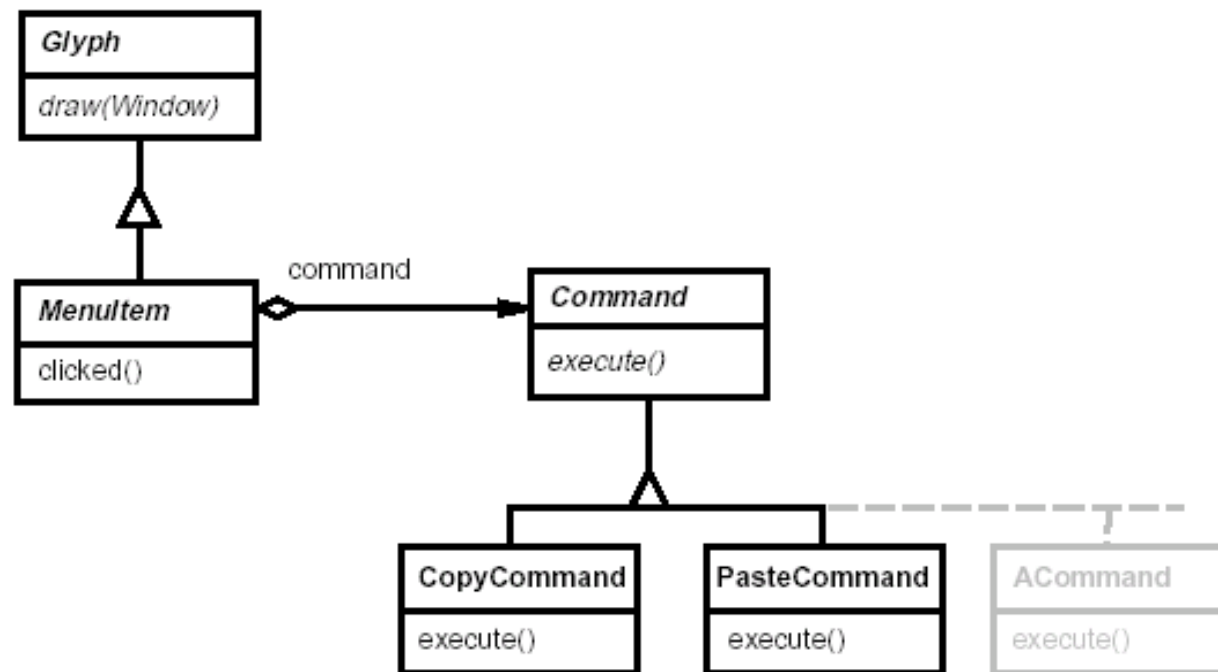 Glyph
draw(Window)
command
MenuItem
clicked()
Command
execute()
CopyCommand
execute()
PasteCommand
execute()
ACommand
execute()